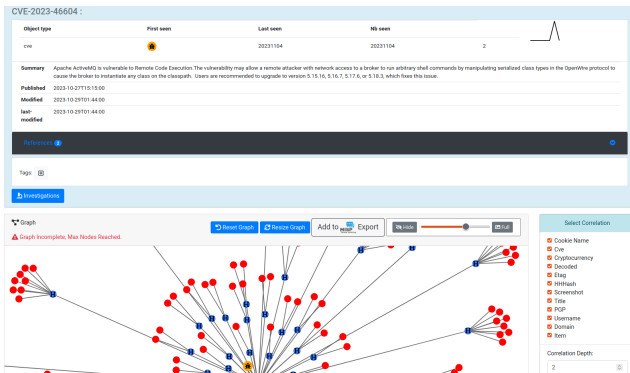 CVE-2023-46604 :
Object type First seen Last seen Nb seen
cve 20231104 20231104 2
Summary Apache ActiveMQ is vulnerable to Remote Code Execution.The vulnerability may allow a remote attacker with network access to a broker to run arbitrary shell commands by manipulating serialized class types in the OpenWire protocol to
cause the broker to instantiate any class on the classpath. Users are recommended to upgrade to version 5.15.16, 5.16.7, 5.17.6, or 5.18.3, which fixes this issue.
Published 2023-10-27T15:15:00
Modified 2023-10-29T01:44:00
last-modified 2023-10-29T01:44:00
References
Tags:
Investigations
Graph
Reset Graph Resize Graph Add to Export Hide Full
Graph Incomplete, Max Nodes Reached.
Select Correlation
Cookie Name
Cve
Cryptocurrency
Decoded
Etag
HHHash
Screenshot
Title
PGP
Username
Domain
Item
Correlation Depth:
2